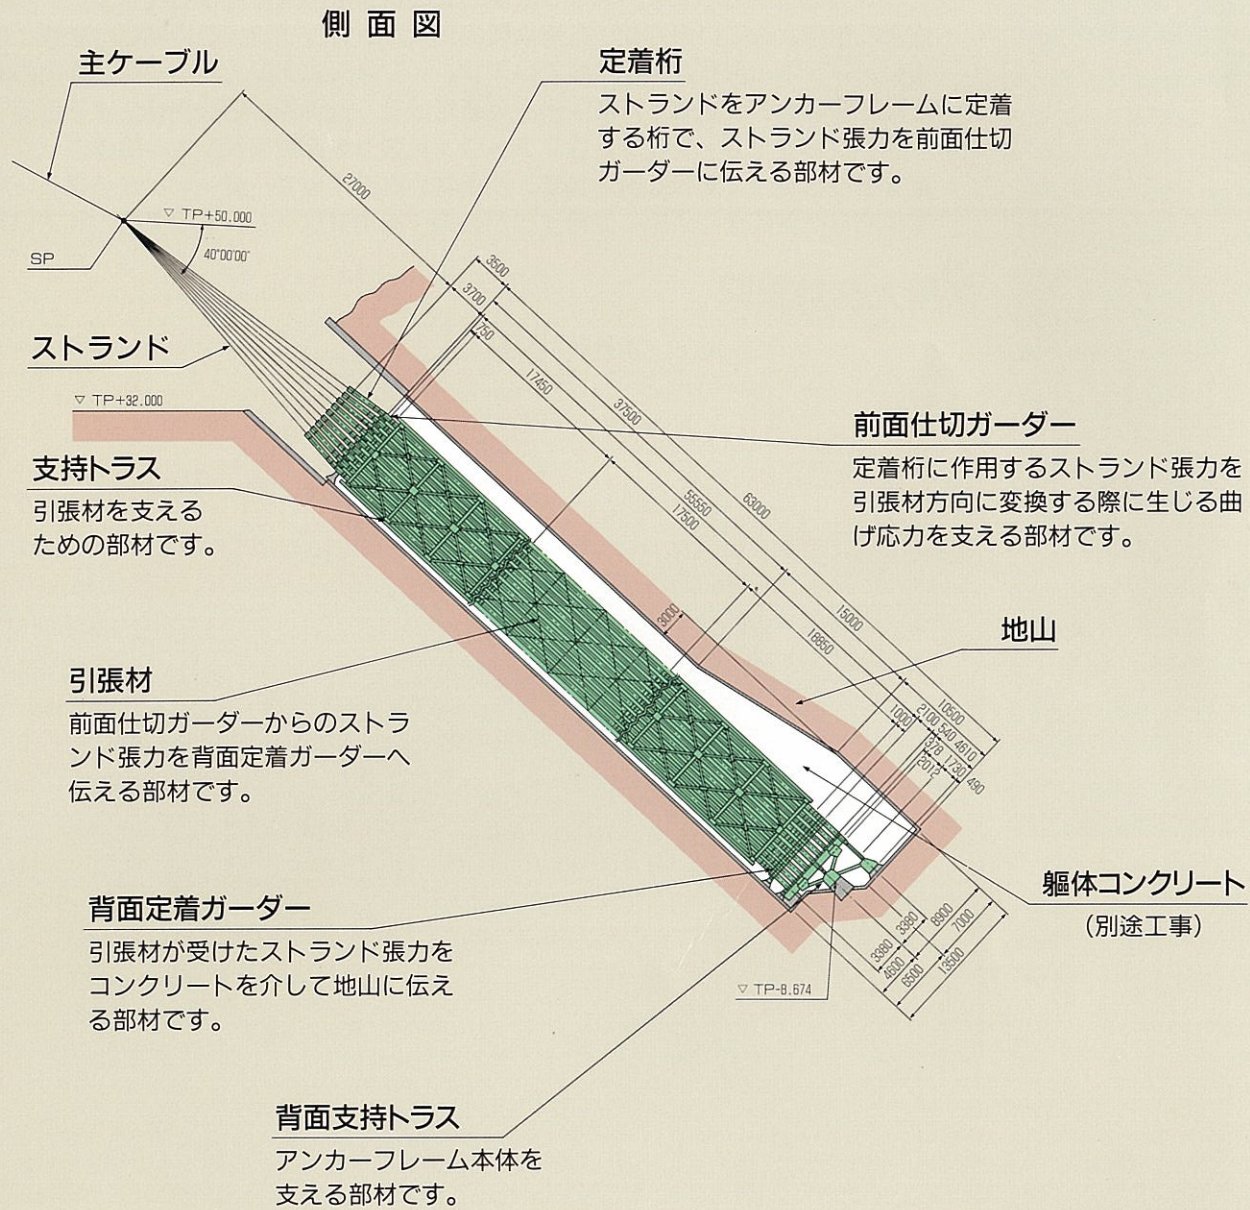 側面図
主ケーブル
定着桁
ストランドをアンカーフレームに定着
する桁で、ストランド張力を前面仕切
ガーダーに伝える部材です。
27000
▽ TP+50.000
40°00'00"
SP
3500
3700
750
ストランド
▽ TP+32.000
17450
37500
前面仕切ガーダー
定着桁に作用するストランド張力を
引張材方向に変換する際に生じる曲
げ応力を支える部材です。
支持トラス
引張材を支える
ための部材です。
55550
63000
17500
3000
15000
18850
地山
引張材
前面仕切ガーダーからのストラ
ンド張力を背面定着ガーダーへ
伝える部材です。
10500
1000
2100
540
4610
378
2012
1730
490
躯体コンクリート
(別途工事)
背面定着ガーダー
引張材が受けたストランド張力を
コンクリートを介して地山に伝え
る部材です。
3380
3380
8900
7000
4600
6500
13500
▽ TP-8.674
背面支持トラス
アンカーフレーム本体を
支える部材です。